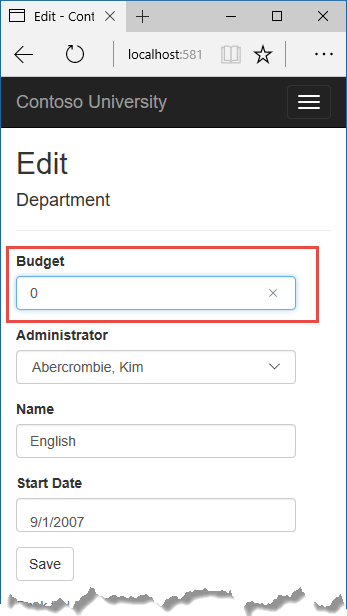 Edit - Cont
localhost:581
Contoso University
Edit
Department
Budget
0
Administrator
Abercrombie, Kim
Name
English
Start Date
9/1/2007
Save